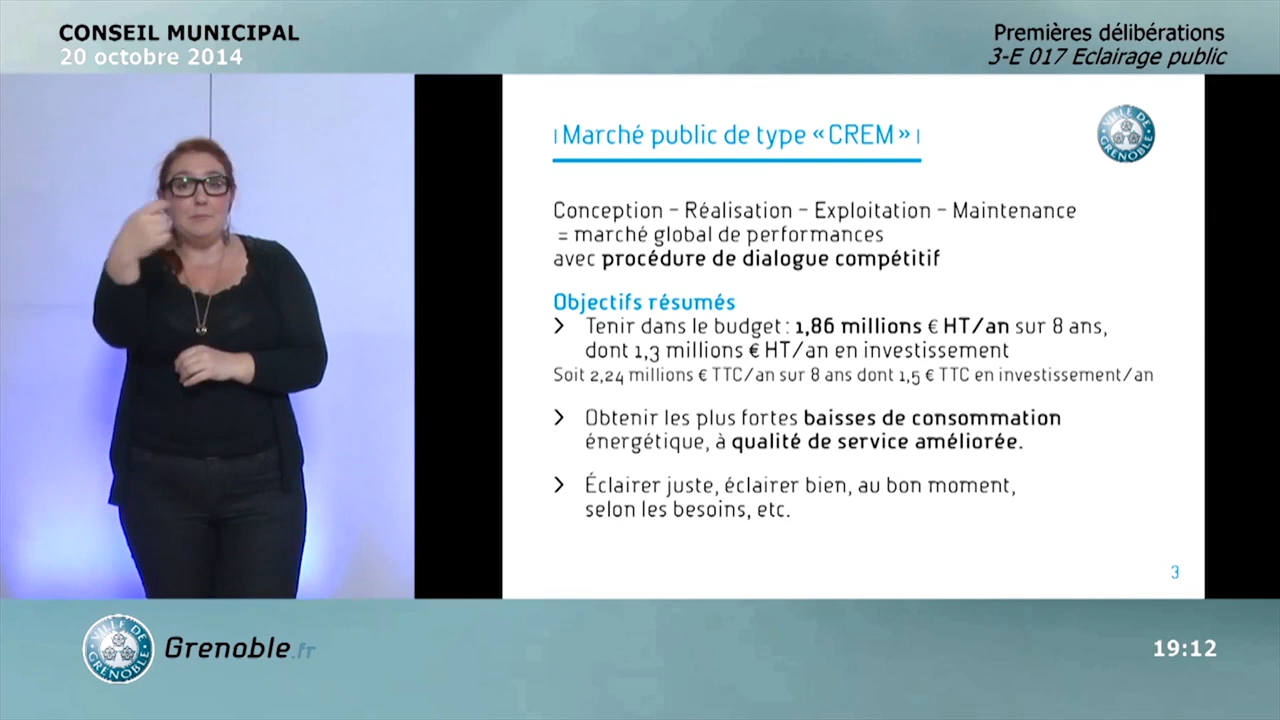 CONSEIL MUNICIPAL
20 octobre 2014
Premières délibérations
3-E 017 Eclairage public
Marché public de type « CREM »
VILLE DE GRENOBLE
Conception – Réalisation – Exploitation – Maintenance
= marché global de performances
avec procédure de dialogue compétitif
Objectifs résumés
> Tenir dans le budget : 1,86 millions € HT/an sur 8 ans,
dont 1,3 millions € HT/an en investissement
Soit 2,24 millions € TTC/an sur 8 ans dont 1,5 € TTC en investissement/an
> Obtenir les plus fortes baisses de consommation
énergétique, à qualité de service améliorée.
> Éclairer juste, éclairer bien, au bon moment,
selon les besoins, etc.
3
VILLE DE GRENOBLE
Grenoble.fr
19:12